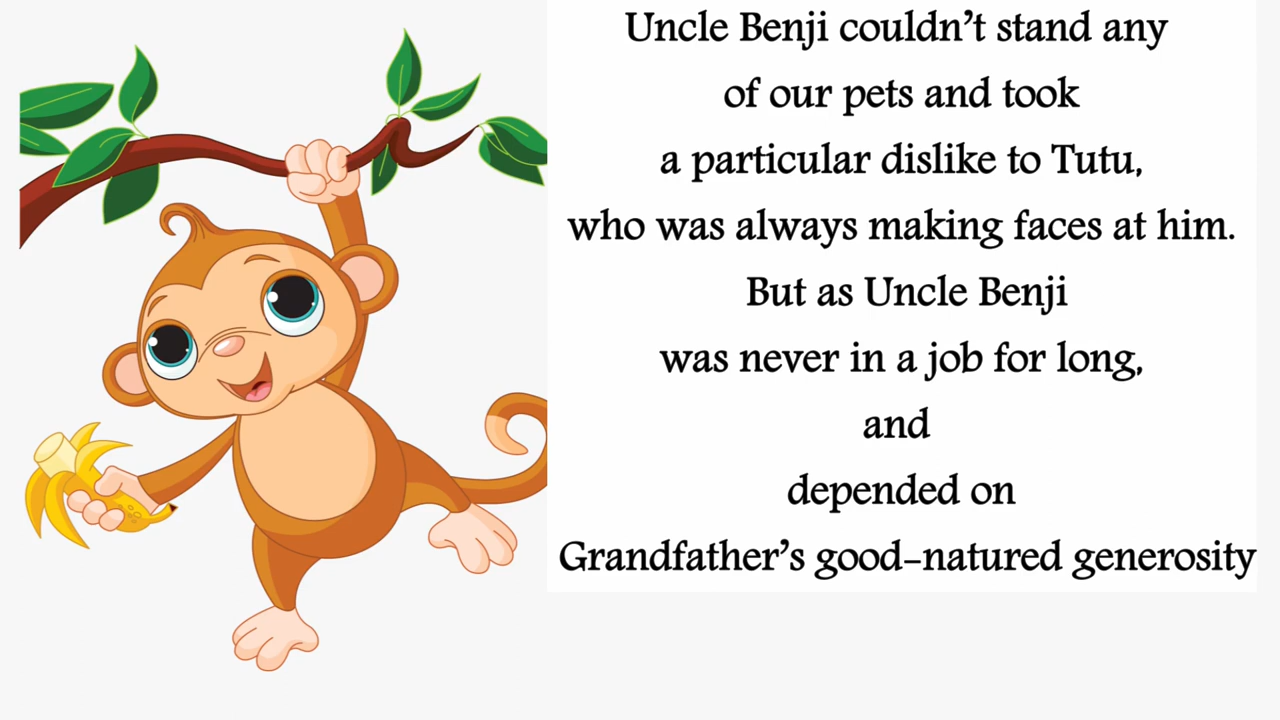 Uncle Benji couldn’t stand any
of our pets and took
a particular dislike to Tutu,
who was always making faces at him.
But as Uncle Benji
was never in a job for long,
and
depended on
Grandfather’s good-natured generosity